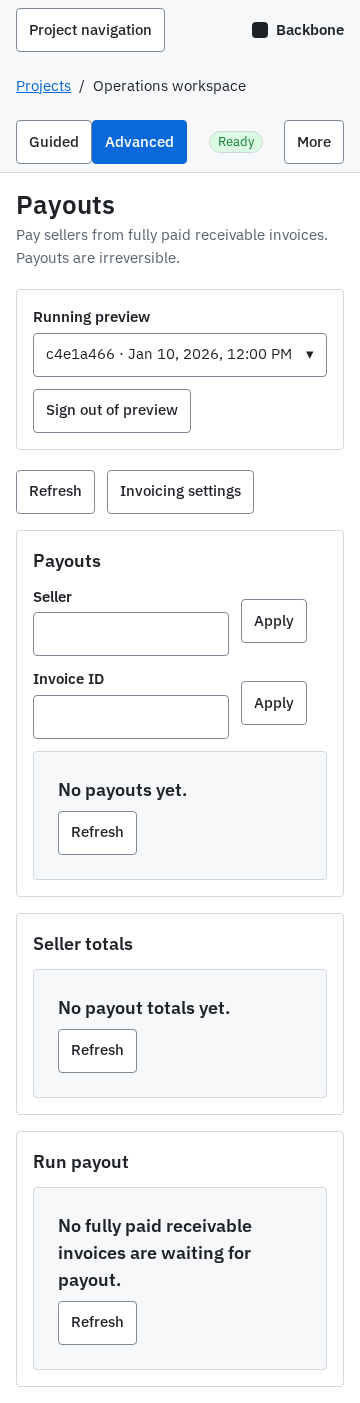 Project navigation
Backbone
Projects / Operations workspace
Guided
Advanced
Ready
More
Payouts
Pay sellers from fully paid receivable invoices.
Payouts are irreversible.
Running preview
c4e1a466 · Jan 10, 2026, 12:00 PM ▾
Sign out of preview
Refresh
Invoicing settings
Payouts
Seller
Apply
Invoice ID
Apply
No payouts yet.
Refresh
Seller totals
No payout totals yet.
Refresh
Run payout
No fully paid receivable
invoices are waiting for
payout.
Refresh